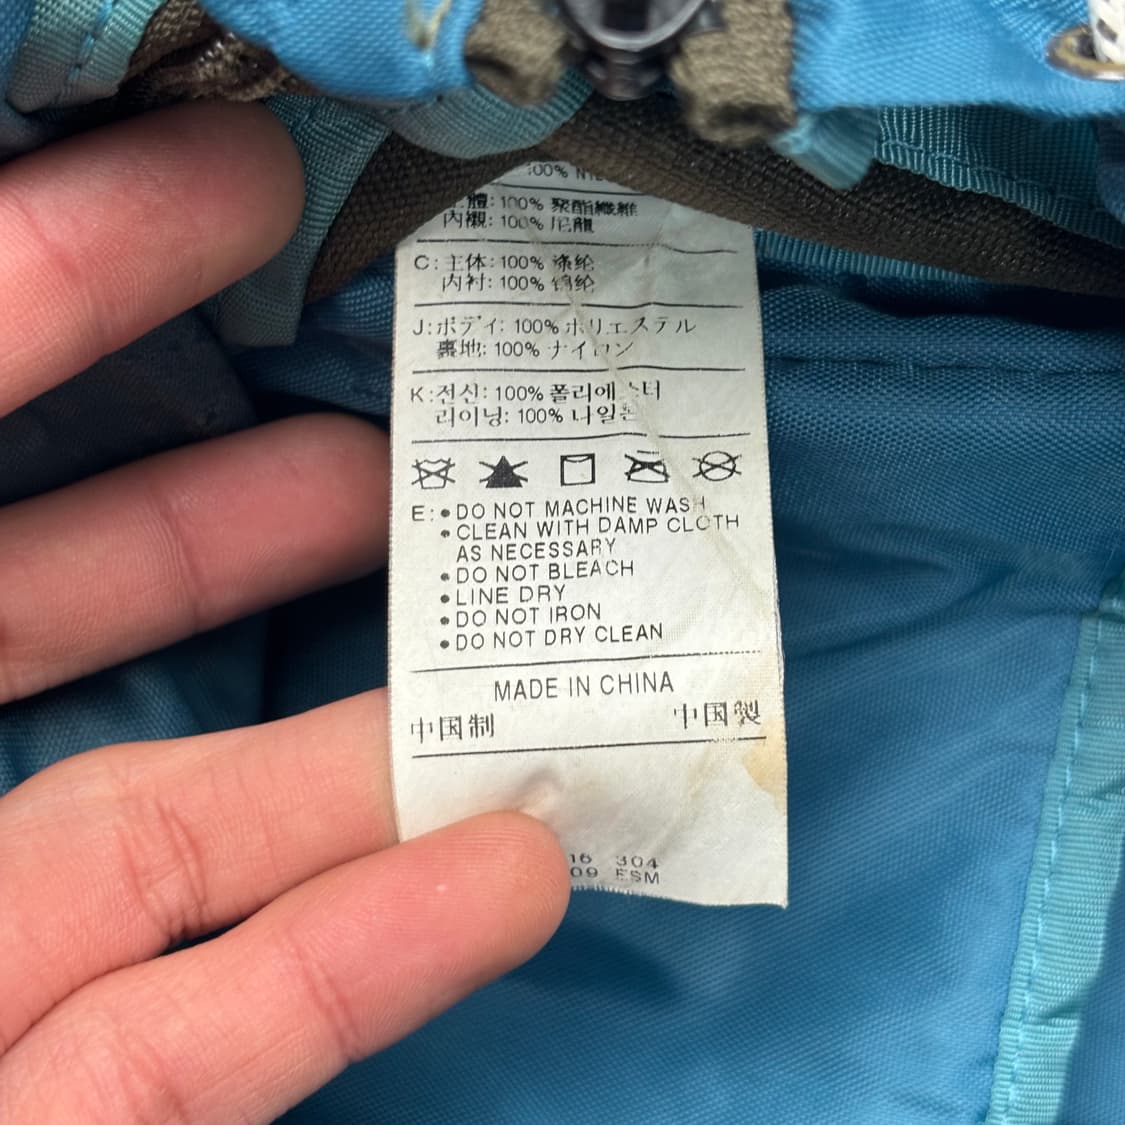 100% NYL
體: 100% 聚酯纖維
內襯: 100% 尼龍
C: 主体: 100% 涤纶
内衬: 100% 锦纶
J: ボディ: 100% ポリエステル
裏地: 100% ナイロン
K: 전신: 100% 폴리에스터
라이닝: 100% 나일론
E: • DO NOT MACHINE WASH
• CLEAN WITH DAMP CLOTH
AS NECESSARY
• DO NOT BLEACH
• LINE DRY
• DO NOT IRON
• DO NOT DRY CLEAN
MADE IN CHINA
中国制 中国製
16 304
09 ESM